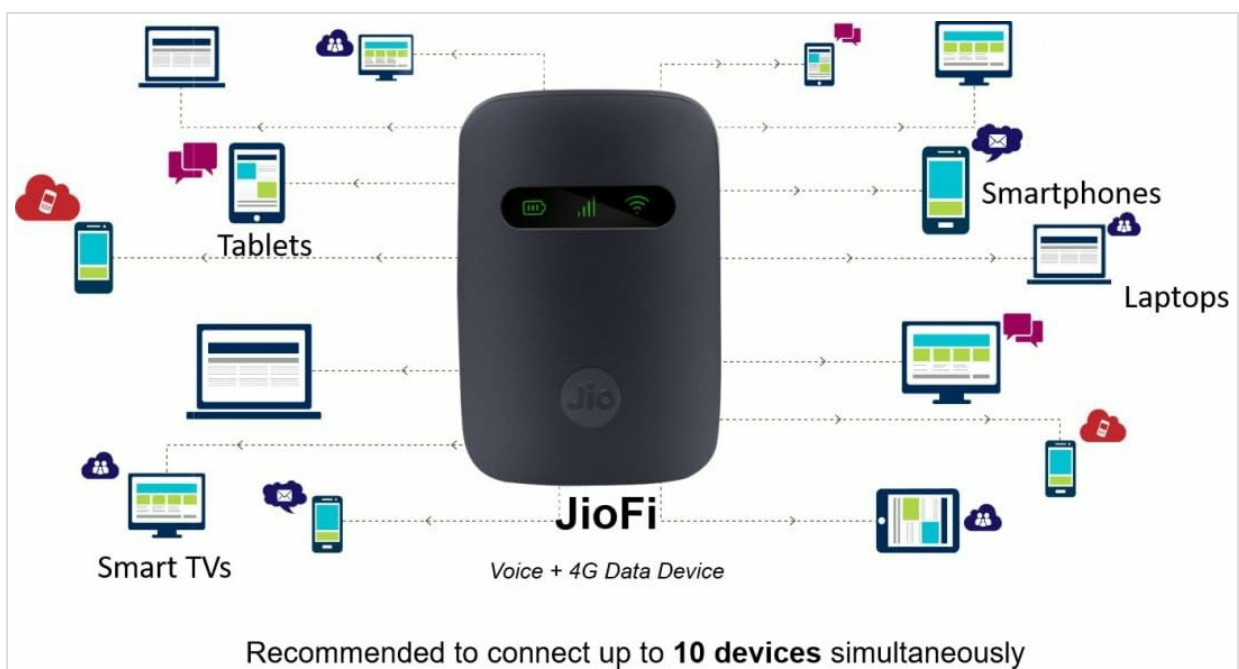 Tablets
Smartphones
Laptops
Jio
Smart TVs
JioFi
Voice + 4G Data Device
Recommended to connect up to 10 devices simultaneously